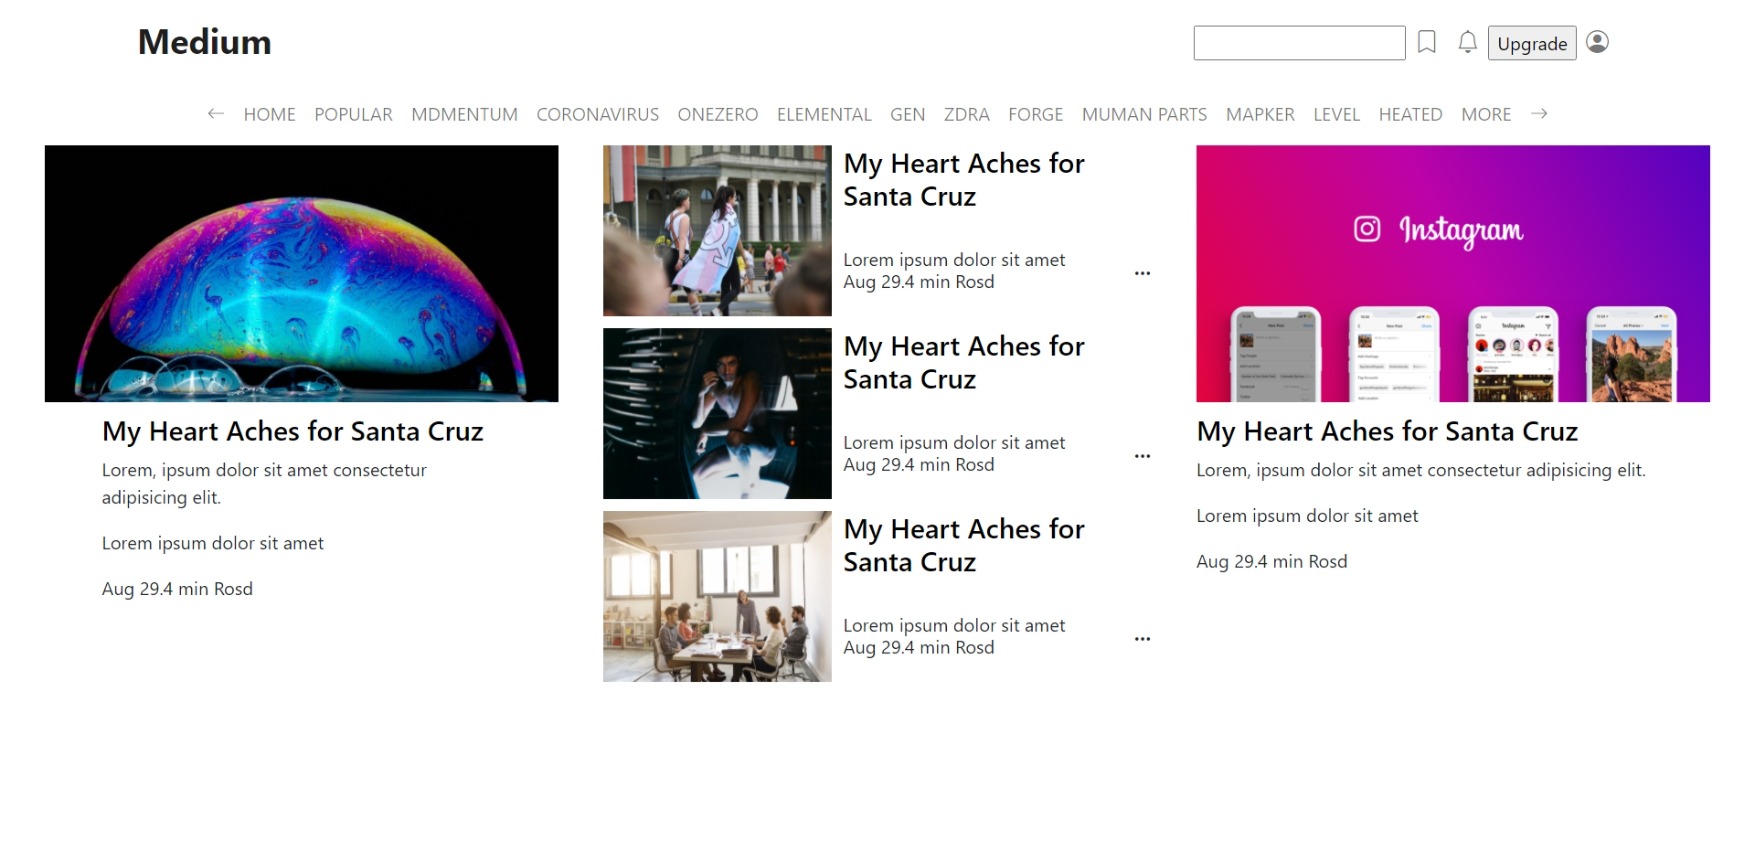 Medium
Upgrade
HOME POPULAR MDMENTUM CORONAVIRUS ONEZERO ELEMENTAL GEN ZDRA FORGE MUMAN PARTS MAPKER LEVEL HEATED MORE
My Heart Aches for Santa Cruz
Lorem, ipsum dolor sit amet consectetur
adipisicing elit.
Lorem ipsum dolor sit amet
Aug 29.4 min Rosd
My Heart Aches for
Santa Cruz
Lorem ipsum dolor sit amet
Aug 29.4 min Rosd
...
My Heart Aches for
Santa Cruz
Lorem ipsum dolor sit amet
Aug 29.4 min Rosd
...
My Heart Aches for
Santa Cruz
Lorem ipsum dolor sit amet
Aug 29.4 min Rosd
...
Instagram
New Post
New Post
Instagram
My Heart Aches for Santa Cruz
Lorem, ipsum dolor sit amet consectetur adipisicing elit.
Lorem ipsum dolor sit amet
Aug 29.4 min Rosd